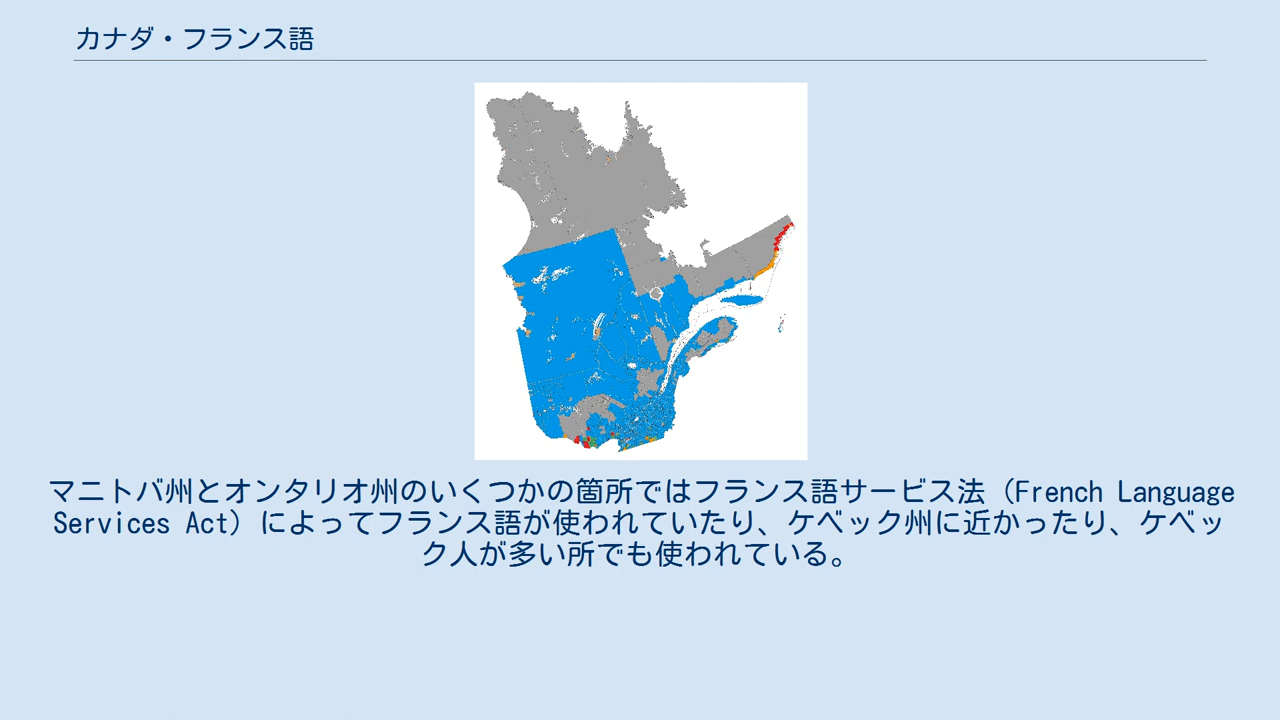 カナダ・フランス語
マニトバ州とオンタリオ州のいくつかの箇所ではフランス語サービス法（French Language
Services Act）によってフランス語が使われていたり、ケベック州に近かったり、ケベッ
ク人が多い所でも使われている。